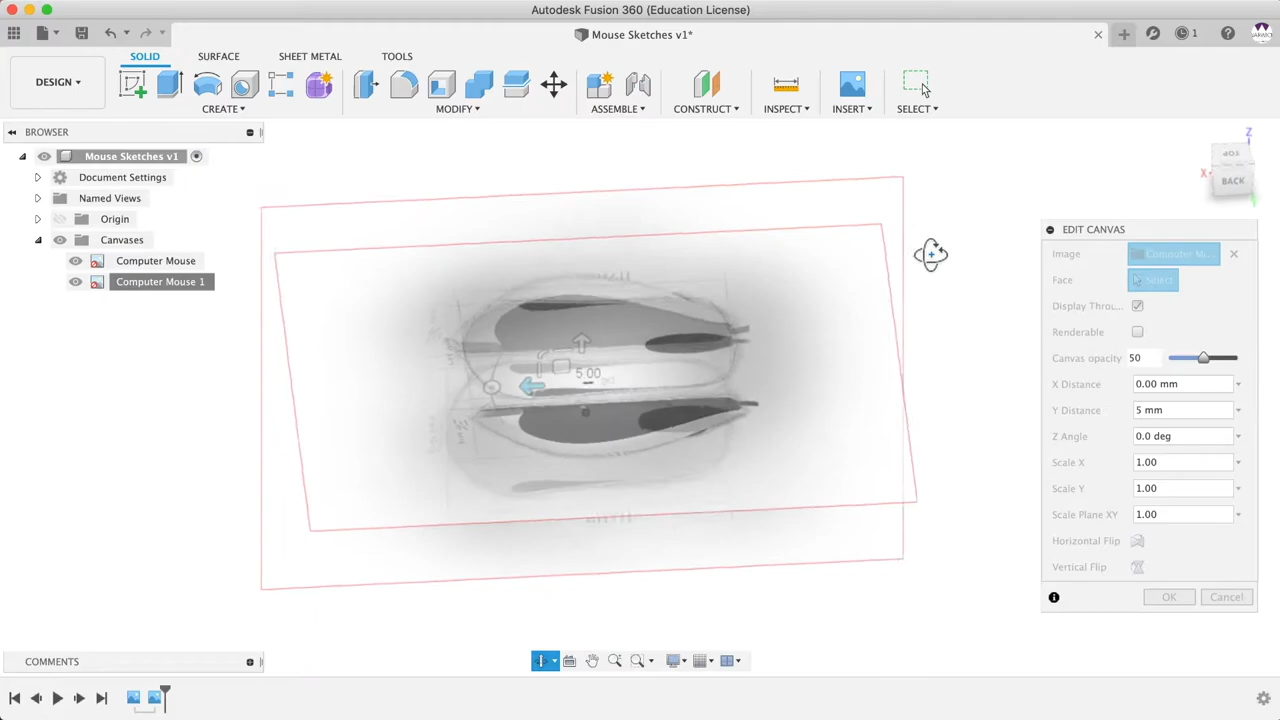 Autodesk Fusion 360 (Education License)
Mouse Sketches v1*
1
DESIGN
SOLID
SURFACE
SHEET METAL
TOOLS
CREATE
MODIFY
ASSEMBLE
CONSTRUCT
INSPECT
INSERT
SELECT
BROWSER
Mouse Sketches v1
Document Settings
Named Views
Origin
Canvases
Computer Mouse
Computer Mouse 1
5.00
Z
X
TOP
BACK
EDIT CANVAS
Image Computer M...
Face Select
Display Throu...
Renderable
Canvas opacity 50
X Distance 0.00 mm
Y Distance 5 mm
Z Angle 0.0 deg
Scale X 1.00
Scale Y 1.00
Scale Plane XY 1.00
Horizontal Flip
Vertical Flip
OK Cancel
COMMENTS